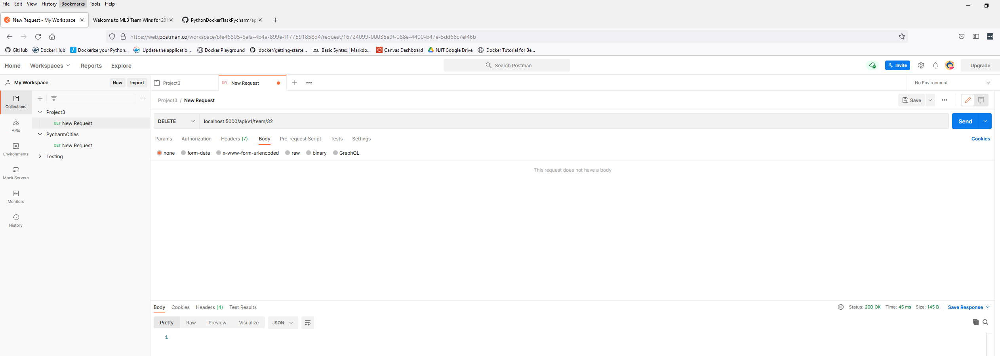 File Edit View History Bookmarks Tools Help
New Request - My Workspace Welcome to MLB Team Wins for 201 PythonDockerFlaskPycharm/ap
https://web.postman.co/workspace/bfe46805-8afa-4b4a-899e-f177591858d4/request/16724099-00035e9f-088e-4400-b47e-5dd66c7ef46b
GitHub Docker Hub Dockerize your Python... Update the applicatio... Docker Playground docker/getting-starte... Basic Syntax | Markdo... Canvas Dashboard NJIT Google Drive Docker Tutorial for Be...
Home Workspaces Reports Explore Search Postman Invite Upgrade
My Workspace New Import Project3 DEL New Request No Environment
Project3 / New Request Save
Collections
Project3
GET New Request
DELETE localhost:5000/api/v1/team/32 Send
APIs
PycharmCities
GET New Request
Params Authorization Headers (7) Body Pre-request Script Tests Settings Cookies
Environments
Testing
none form-data x-www-form-urlencoded raw binary GraphQL
This request does not have a body
Mock Servers
Monitors
History
Body Cookies Headers (4) Test Results Status: 200 OK Time: 45 ms Size: 145 B Save Response
Pretty Raw Preview Visualize JSON
1